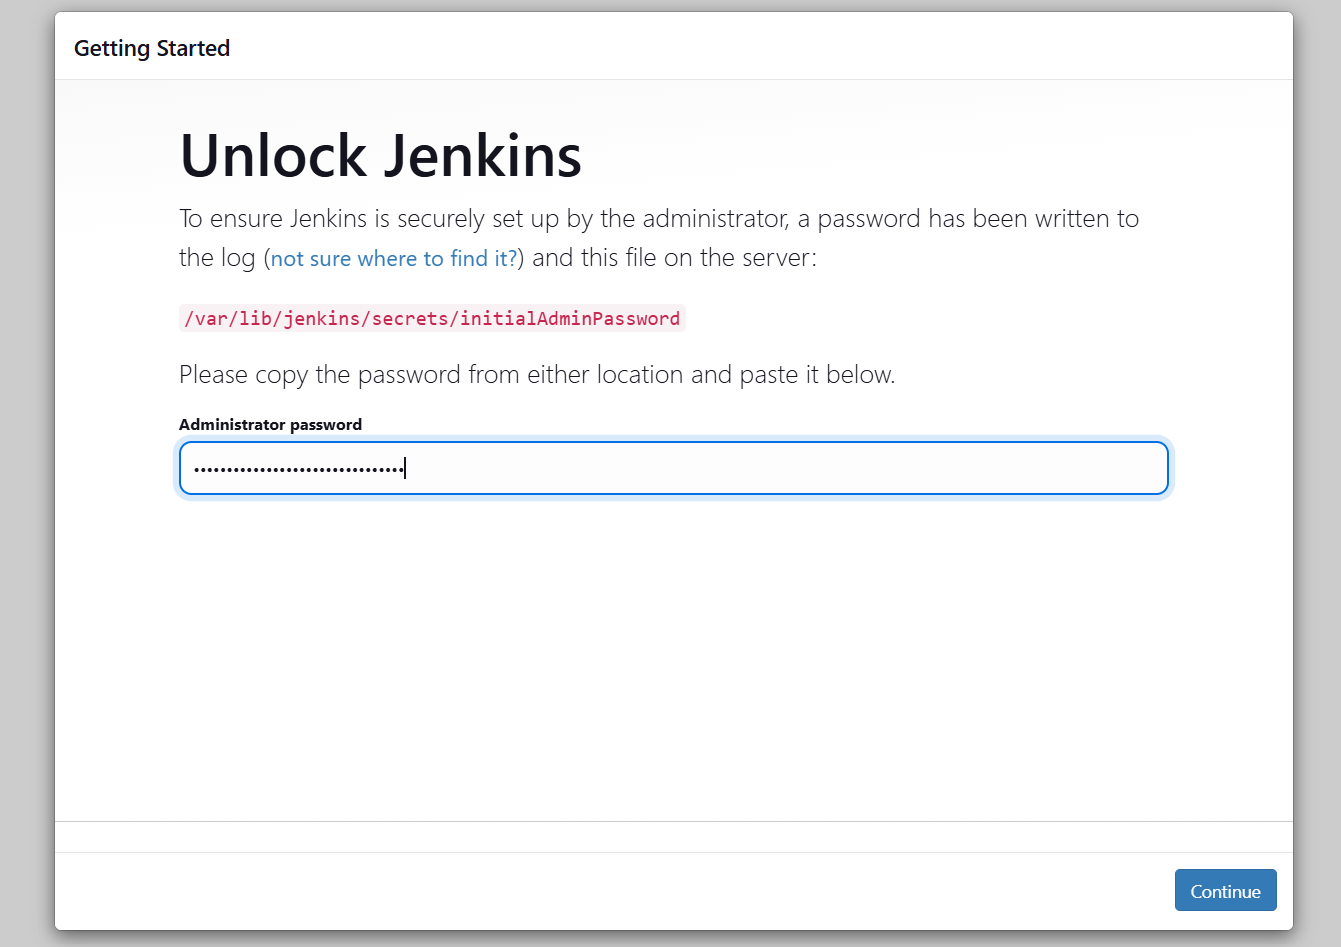 Getting Started
Unlock Jenkins
To ensure Jenkins is securely set up by the administrator, a password has been written to
the log (not sure where to find it?) and this file on the server:
/var/lib/jenkins/secrets/initialAdminPassword
Please copy the password from either location and paste it below.
Administrator password
••••••••••••••••••••••••••••••••
Continue